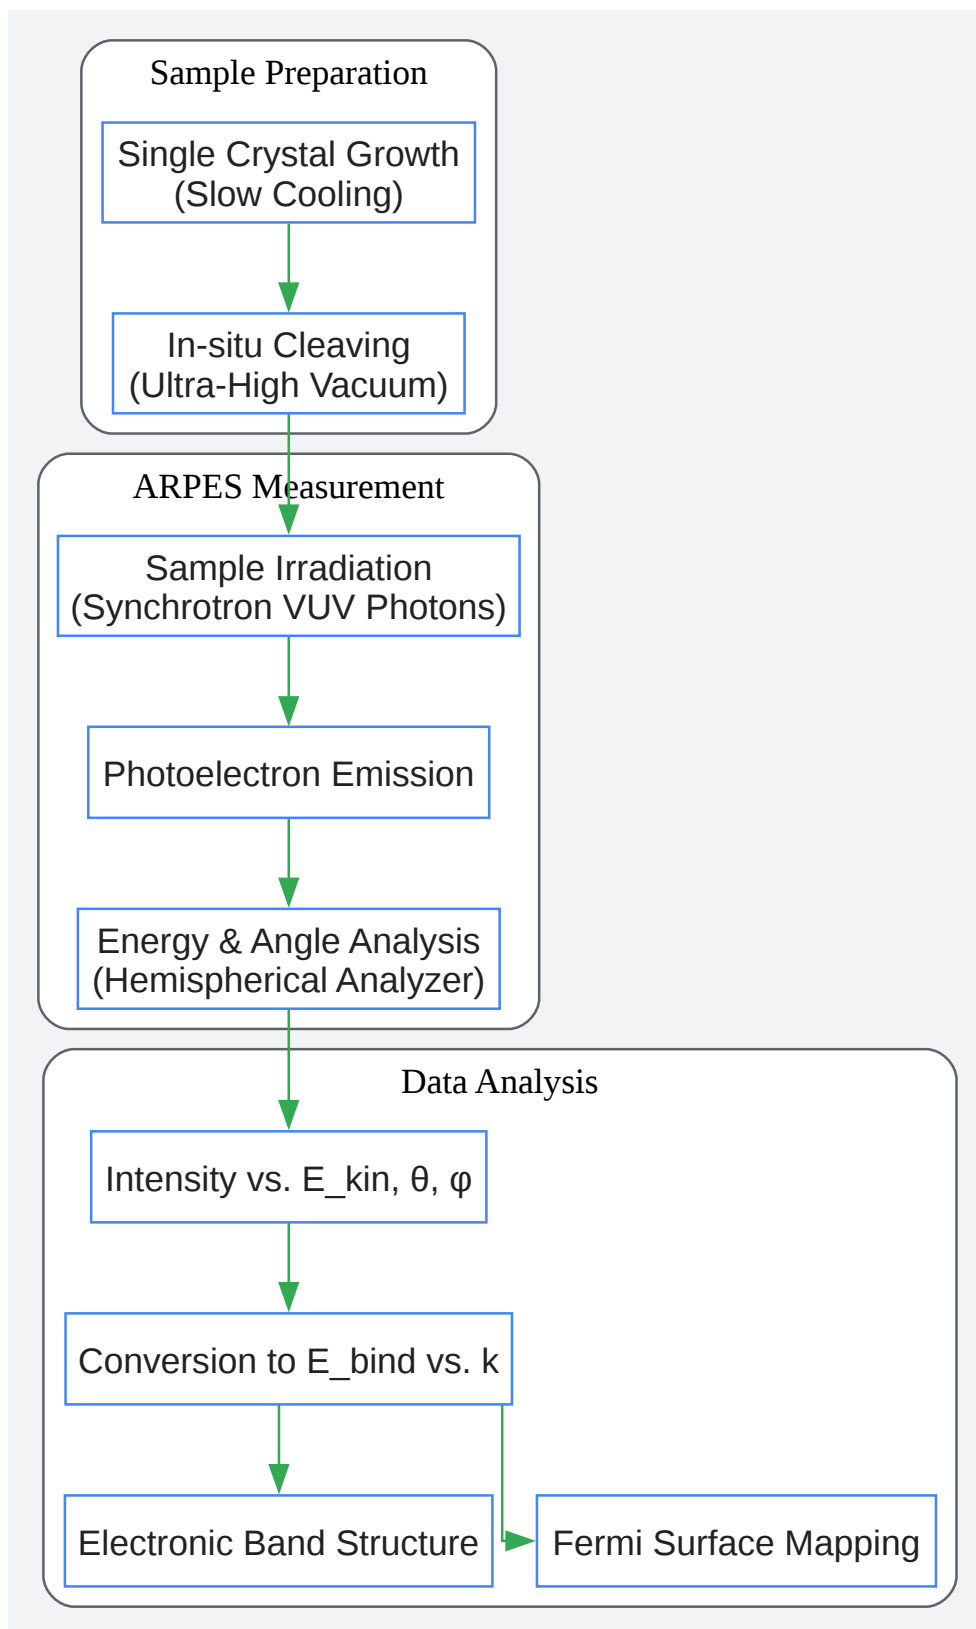 Sample Preparation
Single Crystal Growth
(Slow Cooling)
In-situ Cleaving
(Ultra-High Vacuum)
ARPES Measurement
Sample Irradiation
(Synchrotron VUV Photons)
Photoelectron Emission
Energy & Angle Analysis
(Hemispherical Analyzer)
Data Analysis
Intensity vs. E_kin, θ, φ
Conversion to E_bind vs. k
Electronic Band Structure
Fermi Surface Mapping